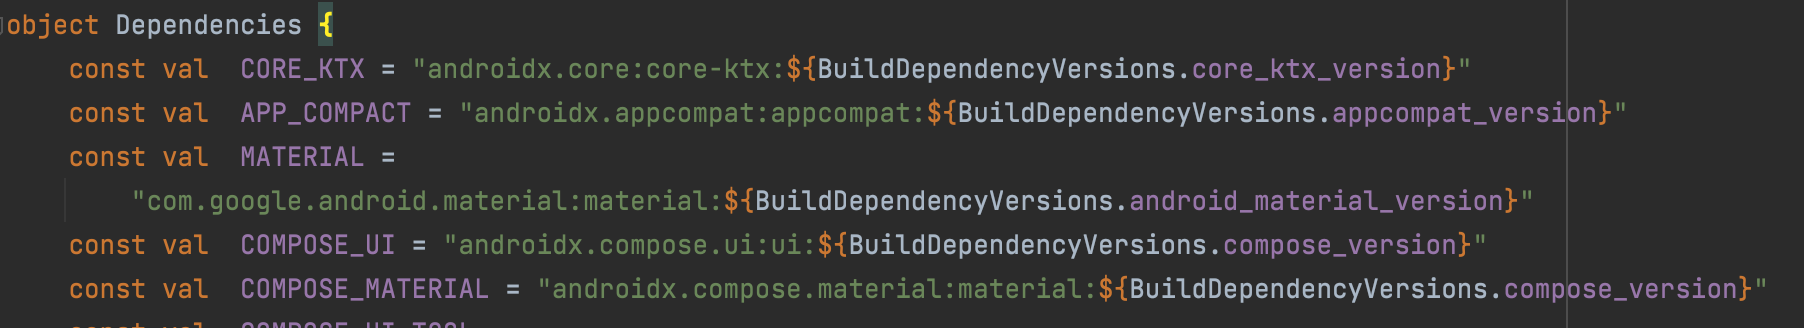 object Dependencies {
const val CORE_KTX = "androidx.core:core-ktx:${BuildDependencyVersions.core_ktx_version}"
const val APP_COMPACT = "androidx.appcompat:appcompat:${BuildDependencyVersions.appcompat_version}"
const val MATERIAL =
"com.google.android.material:material:${BuildDependencyVersions.android_material_version}"
const val COMPOSE_UI = "androidx.compose.ui:ui:${BuildDependencyVersions.compose_version}"
const val COMPOSE_MATERIAL = "androidx.compose.material:material:${BuildDependencyVersions.compose_version}"